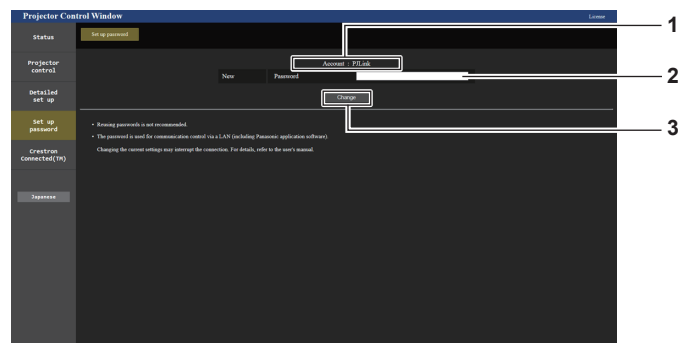 Projector Control Window
License
1
Status
Set up password
Account : PJLink
Projector
control
New Password
2
Detailed
set up
Change
Set up
password
3
• Reusing passwords is not recommended.
• The password is used for communication control via a LAN (including Panasonic application software).
Changing the current settings may interrupt the connection. For details, refer to the user's manual.
Crestron
Connected(TM)
Japanese